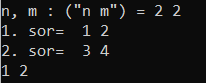 n, m : ("n m") = 2 2
1. sor=  1 2
2. sor=  3 4
1 2